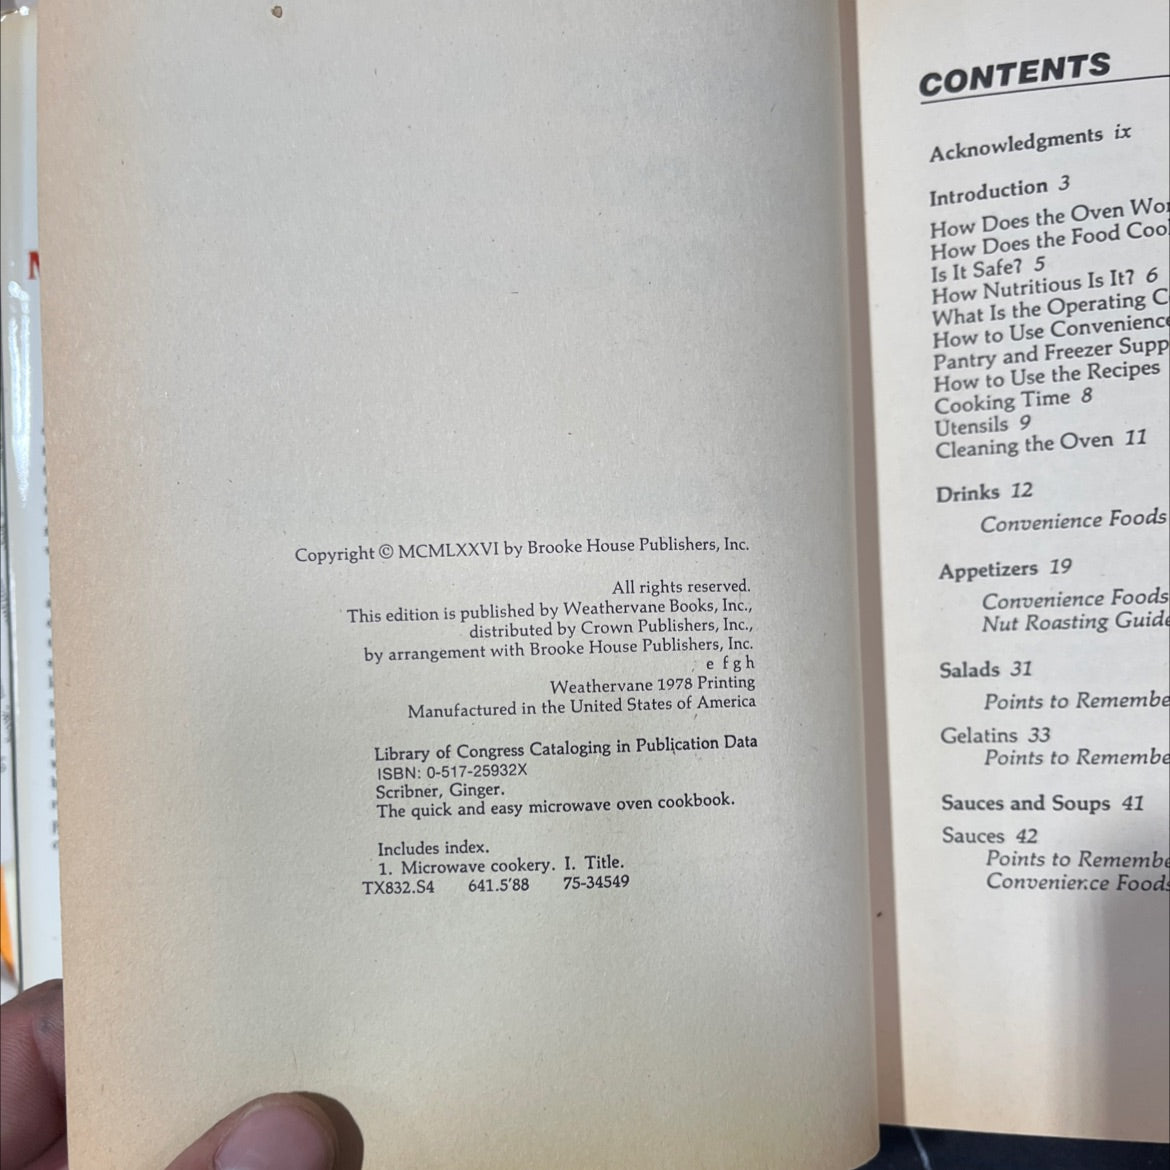 Copyright © MCMLXXVI by Brooke House Publishers, Inc.
All rights reserved.
This edition is published by Weathervane Books, Inc.,
distributed by Crown Publishers, Inc.,
by arrangement with Brooke House Publishers, Inc.
e f g h
Weathervane 1978 Printing
Manufactured in the United States of America
Library of Congress Cataloging in Publication Data
ISBN: 0-517-25932X
Scribner, Ginger.
The quick and easy microwave oven cookbook.
Includes index.
1. Microwave cookery. I. Title.
TX832.S4 641.5'88 75-34549
CONTENTS
Acknowledgments ix
Introduction 3
How Does the Oven Wor
How Does the Food Coo
Is It Safe? 5
How Nutritious Is It? 6
What Is the Operating C
How to Use Convenience
Pantry and Freezer Supp
How to Use the Recipes
Cooking Time 8
Utensils 9
Cleaning the Oven 11
Drinks 12
Convenience Foods
Appetizers 19
Convenience Foods
Nut Roasting Guide
Salads 31
Points to Remembe
Gelatins 33
Points to Remembe
Sauces and Soups 41
Sauces 42
Points to Remembe
Convenience Foods